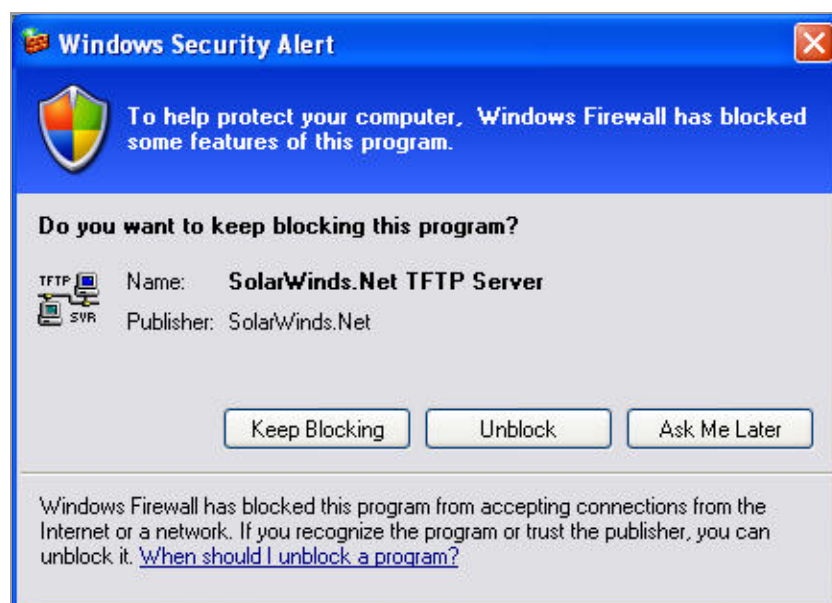 Windows Security Alert
To help protect your computer, Windows Firewall has blocked
some features of this program.
Do you want to keep blocking this program?
TFTP
SVR
Name: SolarWinds.Net TFTP Server
Publisher: SolarWinds.Net
Keep Blocking Unblock Ask Me Later
Windows Firewall has blocked this program from accepting connections from the
Internet or a network. If you recognize the program or trust the publisher, you can
unblock it. When should I unblock a program?